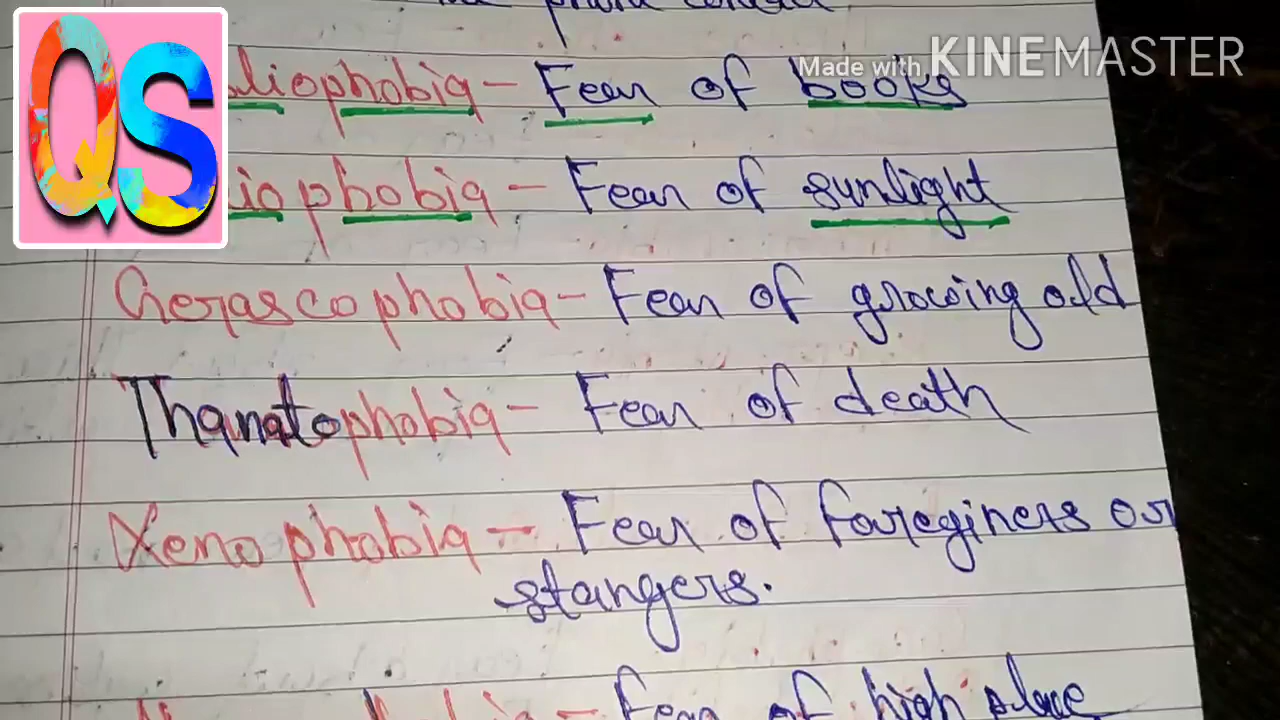 QS
Made with KINEMASTER
liophobia - Fear of books
iophobia - Fear of sunlight
Gerascophobia - Fear of growing old
Thanatophobia - Fear of death
Xenophobia - Fear of foreginers or
stangers.
Fear of high place